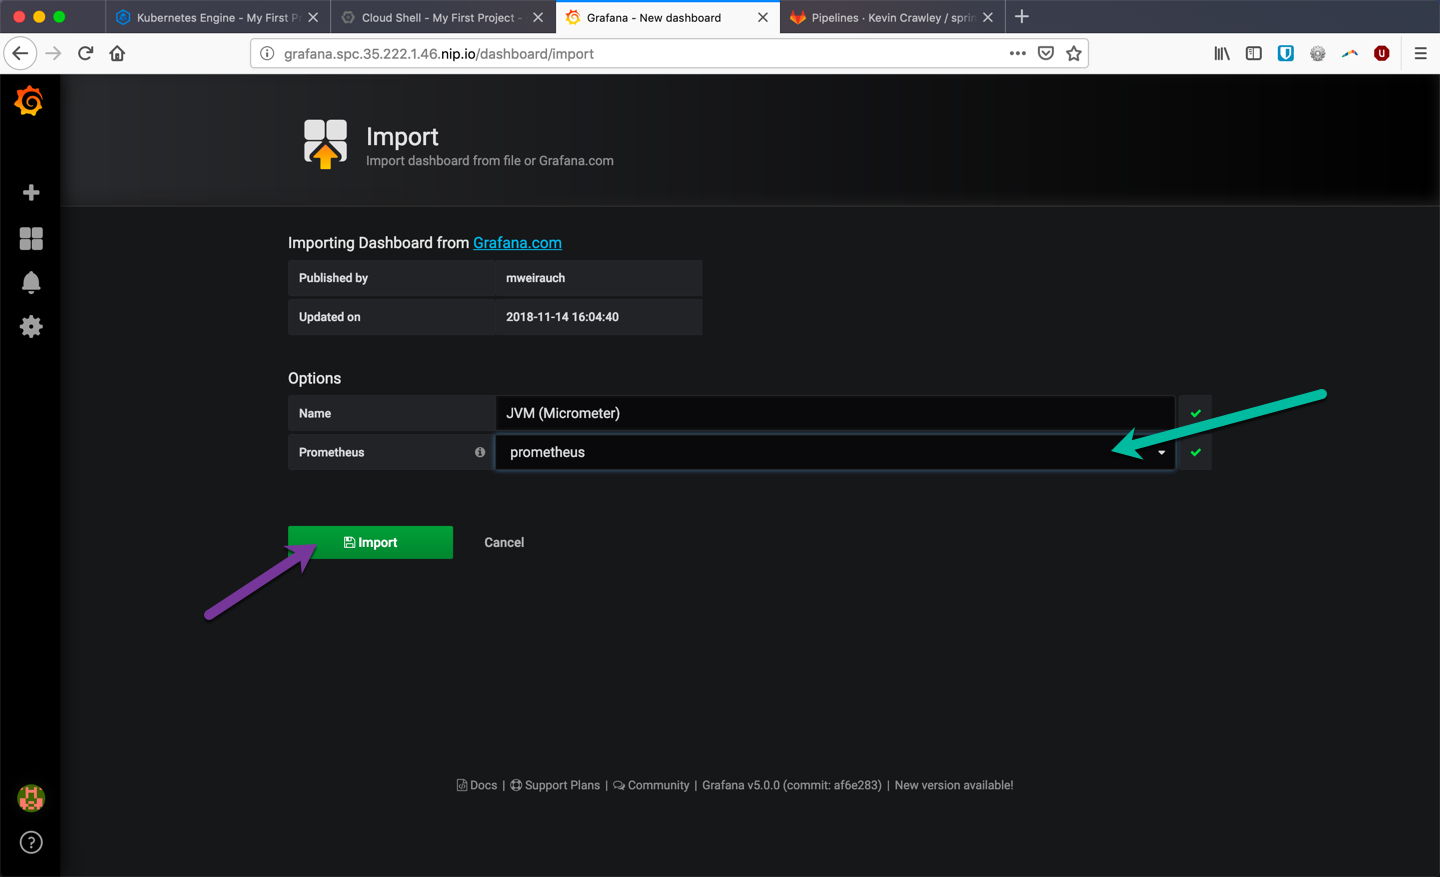 Kubernetes Engine - My First P
Cloud Shell - My First Project -
Grafana - New dashboard
Pipelines · Kevin Crawley / sprin
grafana.spc.35.222.1.46.nip.io/dashboard/import
Import
Import dashboard from file or Grafana.com
Importing Dashboard from Grafana.com
Published by mweirauch
Updated on 2018-11-14 16:04:40
Options
Name JVM (Micrometer)
Prometheus prometheus
Import Cancel
Docs | Support Plans | Community | Grafana v5.0.0 (commit: af6e283) | New version available!